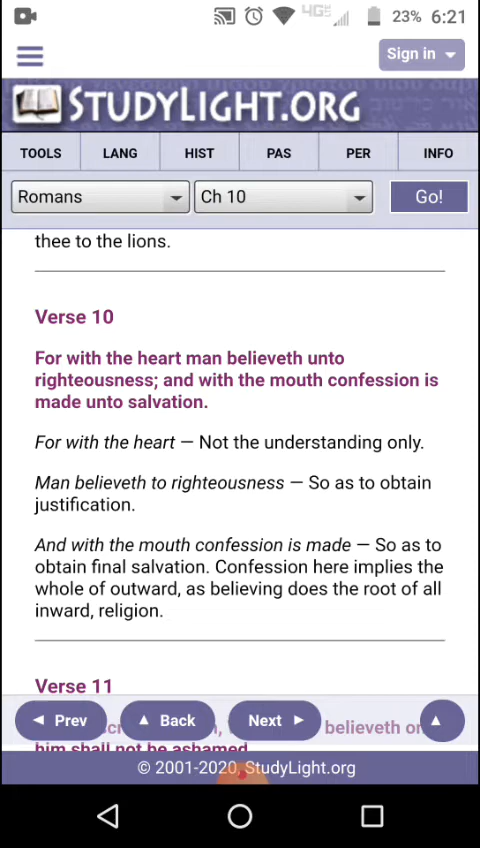 4G 23% 6:21
Sign in
STUDYLIGHT.ORG
TOOLS LANG HIST PAS PER INFO
Romans Ch 10 Go!
thee to the lions.
Verse 10
For with the heart man believeth unto
righteousness; and with the mouth confession is
made unto salvation.
For with the heart — Not the understanding only.
Man believeth to righteousness — So as to obtain
justification.
And with the mouth confession is made — So as to
obtain final salvation. Confession here implies the
whole of outward, as believing does the root of all
inward, religion.
Verse 11
Prev Back Next
believeth on
him shall not be ashamed
© 2001-2020, StudyLight.org